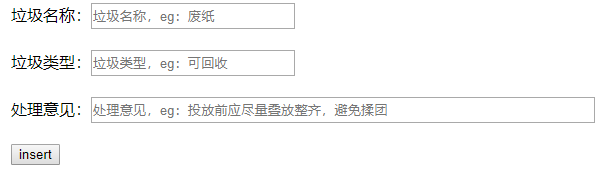 垃圾名称：垃圾名称，eg：废纸
垃圾类型：垃圾类型，eg：可回收
处理意见：处理意见，eg：投放前应尽量叠放整齐，避免揉团
insert